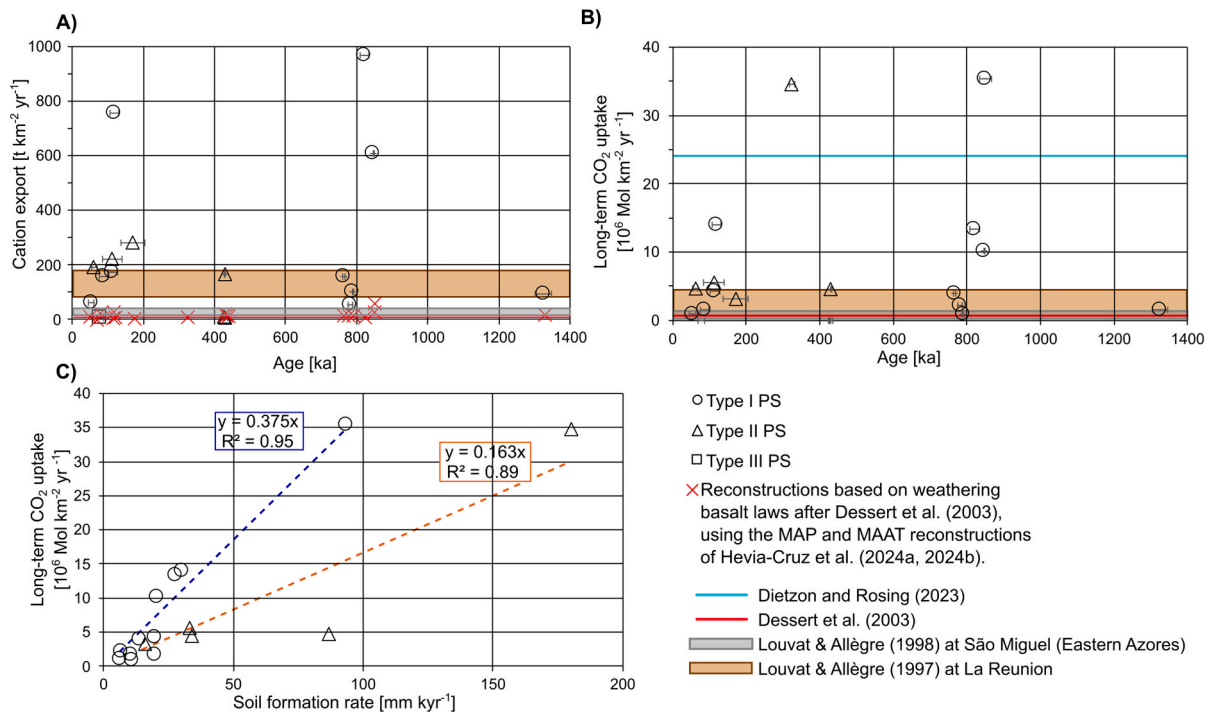 A)
1000
800
600
400
200
0
Cation export [t km⁻² yr⁻¹]
0 200 400 600 800 1000 1200 1400
Age [ka]
B)
40
30
20
10
0
Long-term CO₂ uptake
[10⁶ Mol km⁻² yr ⁻¹]
0 200 400 600 800 1000 1200 1400
Age [ka]
C)
40
35
30
25
20
15
10
5
0
Long-term CO₂ uptake
[10⁶ Mol km⁻² yr⁻¹]
y = 0.375x
R² = 0.95
y = 0.163x
R² = 0.89
0 50 100 150 200
Soil formation rate [mm kyr⁻¹]
Type I PS
Type II PS
Type III PS
Reconstructions based on weathering
basalt laws after Dessert et al. (2003),
using the MAP and MAAT reconstructions
of Hevia-Cruz et al. (2024a, 2024b).
Dietzon and Rosing (2023)
Dessert et al. (2003)
Louvat & Allègre (1998) at São Miguel (Eastern Azores)
Louvat & Allègre (1997) at La Reunion